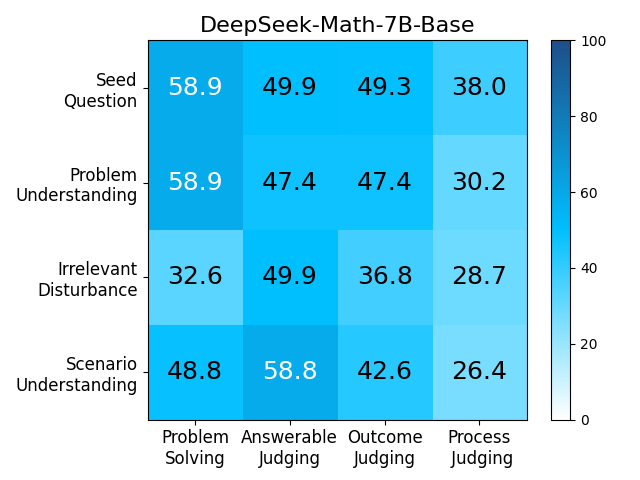 DeepSeek-Math-7B-Base
Seed
Question
58.9 49.9 49.3 38.0
Problem
Understanding
58.9 47.4 47.4 30.2
Irrelevant
Disturbance
32.6 49.9 36.8 28.7
Scenario
Understanding
48.8 58.8 42.6 26.4
Problem
Solving
Answerable
Judging
Outcome
Judging
Process
Judging
100
80
60
40
20
0